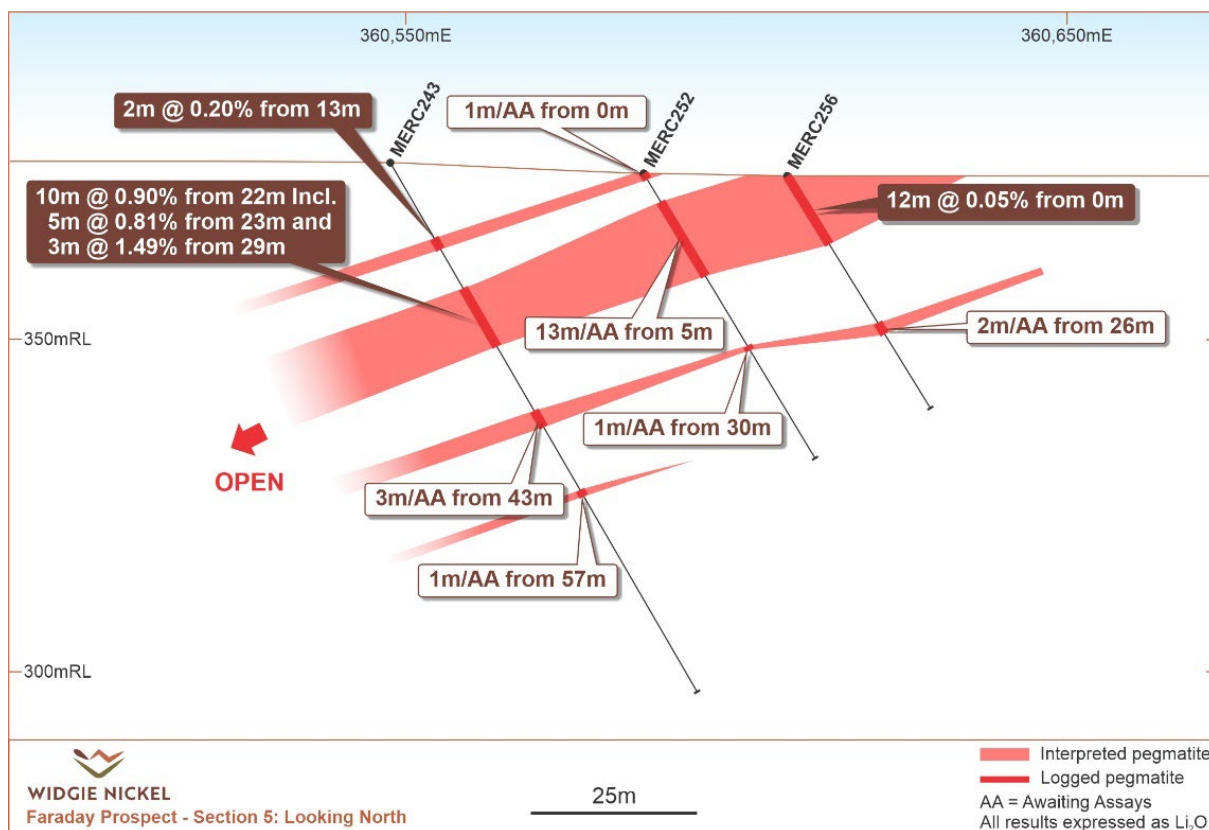 360,550mE
360,650mE
2m @ 0.20% from 13m
MERC243
1m/AA from 0m
MERC252
MERC256
10m @ 0.90% from 22m Incl.
5m @ 0.81% from 23m and
3m @ 1.49% from 29m
12m @ 0.05% from 0m
350mRL
13m/AA from 5m
2m/AA from 26m
1m/AA from 30m
OPEN
3m/AA from 43m
1m/AA from 57m
300mRL
WIDGIE NICKEL
Faraday Prospect - Section 5: Looking North
25m
Interpreted pegmatite
Logged pegmatite
AA = Awaiting Assays
All results expressed as Li₂O